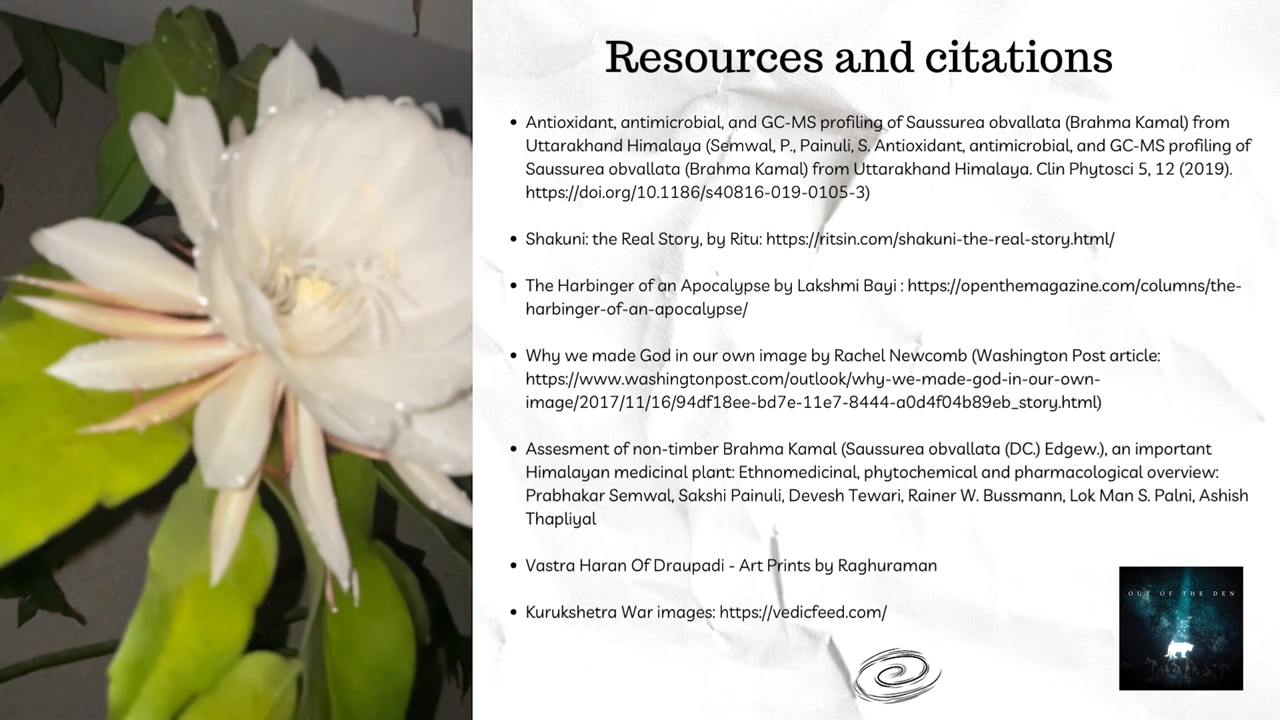 Resources and citations
• Antioxidant, antimicrobial, and GC-MS profiling of Saussurea obvallata (Brahma Kamal) from
Uttarakhand Himalaya (Semwal, P., Painuli, S. Antioxidant, antimicrobial, and GC-MS profiling of
Saussurea obvallata (Brahma Kamal) from Uttarakhand Himalaya. Clin Phytosci 5, 12 (2019).
https://doi.org/10.1186/s40816-019-0105-3)
• Shakuni: the Real Story, by Ritu: https://ritsin.com/shakuni-the-real-story.html/
• The Harbinger of an Apocalypse by Lakshmi Bayi : https://openthemagazine.com/columns/the-
harbinger-of-an-apocalypse/
• Why we made God in our own image by Rachel Newcomb (Washington Post article:
https://www.washingtonpost.com/outlook/why-we-made-god-in-our-own-
image/2017/11/16/94df18ee-bd7e-11e7-8444-a0d4f04b89eb_story.html)
• Assesment of non-timber Brahma Kamal (Saussurea obvallata (DC.) Edgew.), an important
Himalayan medicinal plant: Ethnomedicinal, phytochemical and pharmacological overview:
Prabhakar Semwal, Sakshi Painuli, Devesh Tewari, Rainer W. Bussmann, Lok Man S. Palni, Ashish
Thapliyal
• Vastra Haran Of Draupadi - Art Prints by Raghuraman
• Kurukshetra War images: https://vedicfeed.com/
OUT OF THE DEN